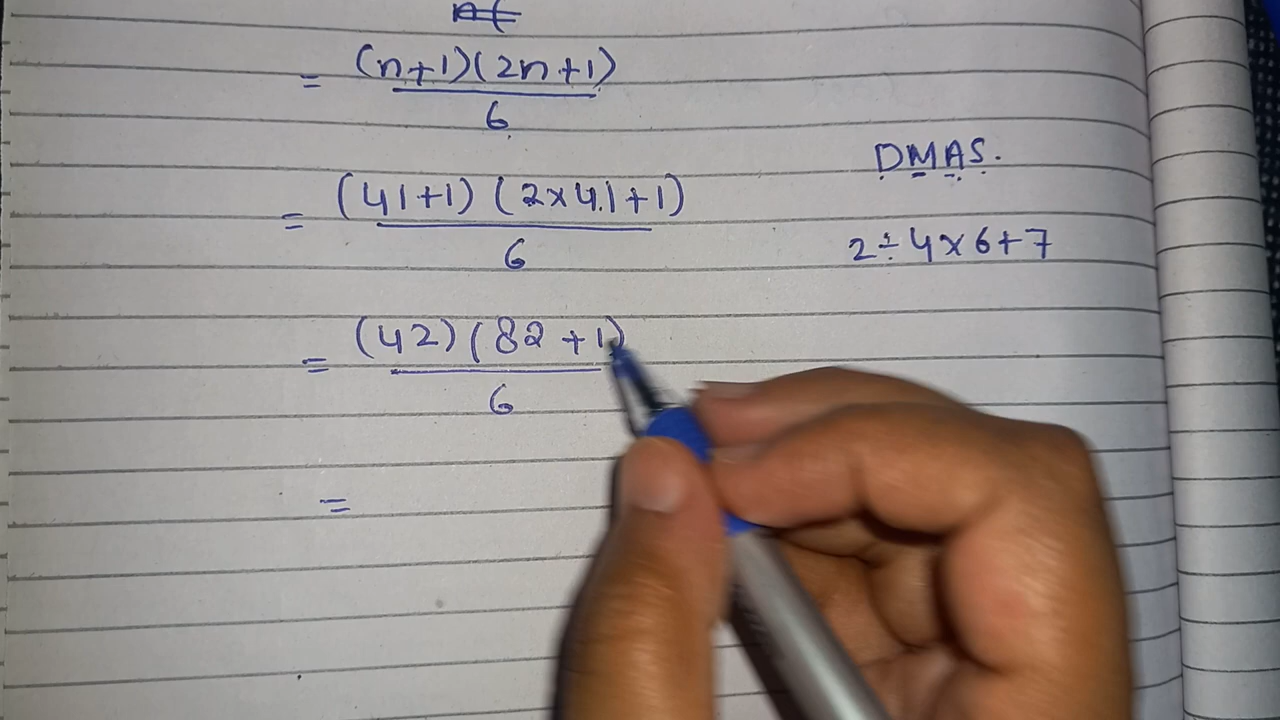 = (n+1)(2n+1)
6
= (41+1) (2×41+1)
6
= (42)(82+1)
6
=
DMAS.
2÷4×6+7